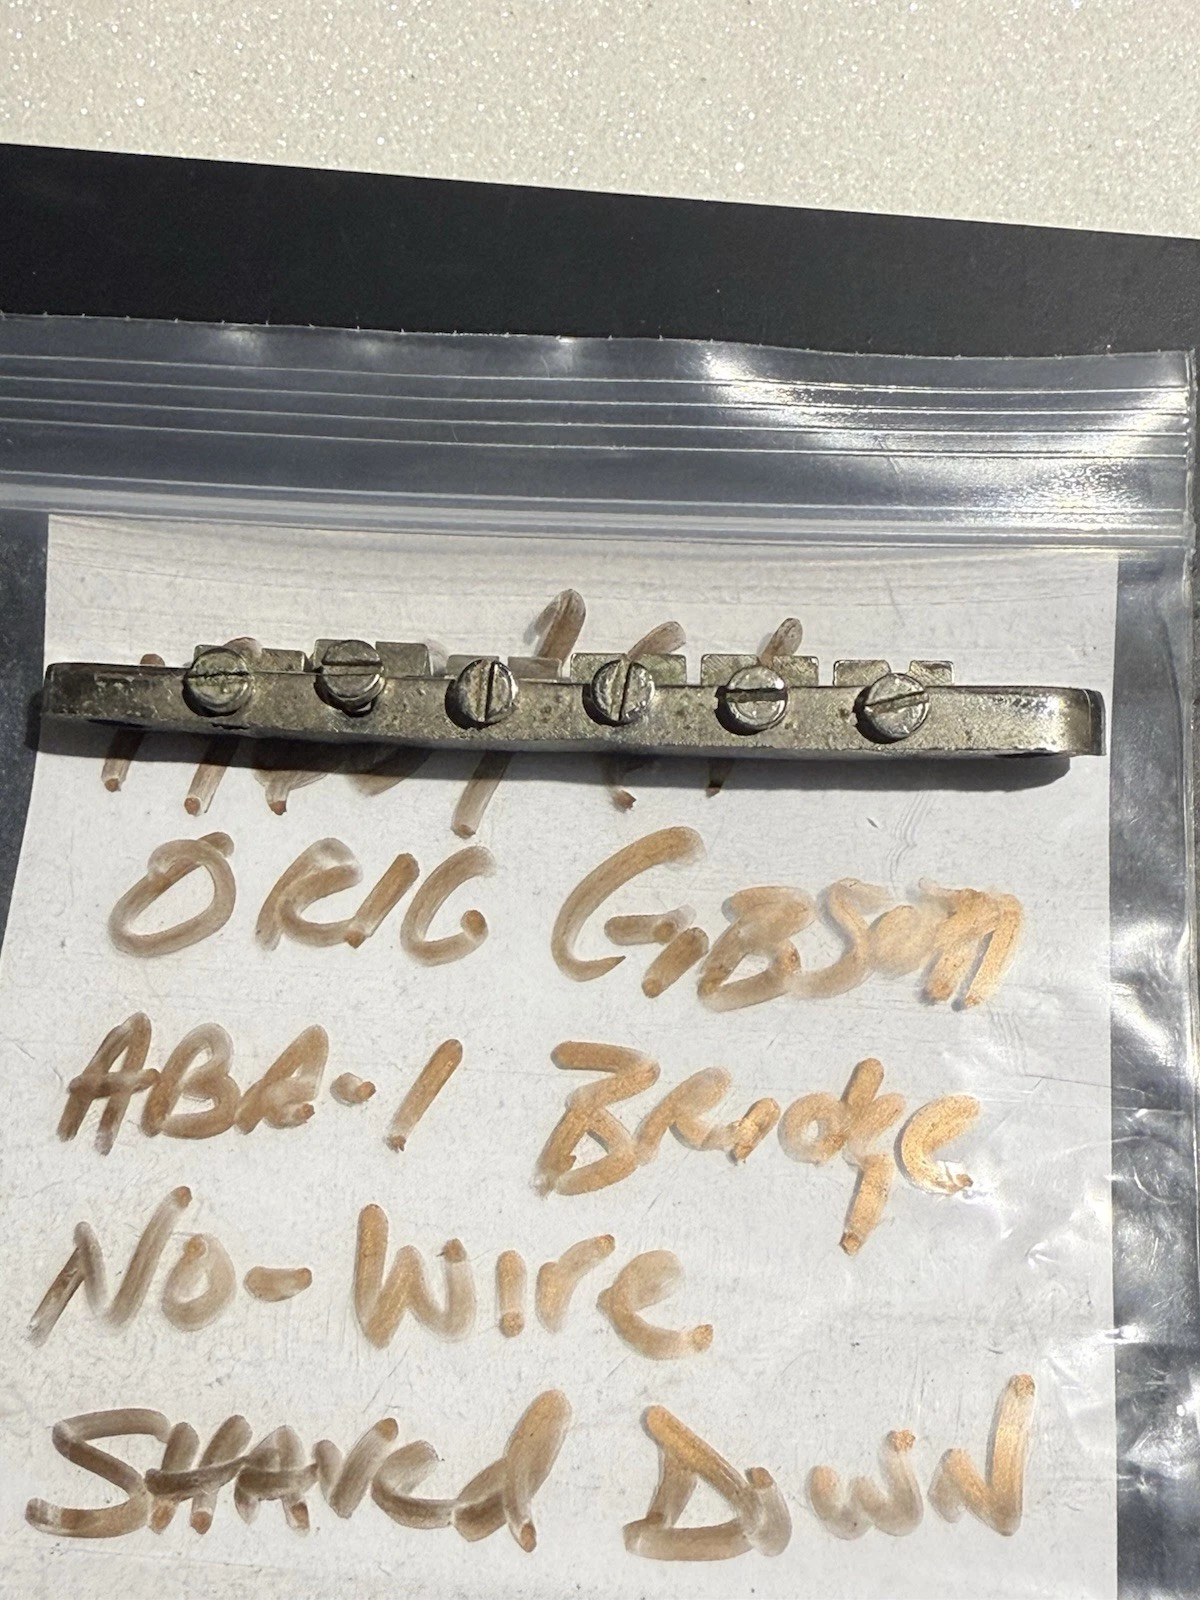 ORIG GIBSON
ABR-1 BRidge
NO-Wire
SHAVed DowN